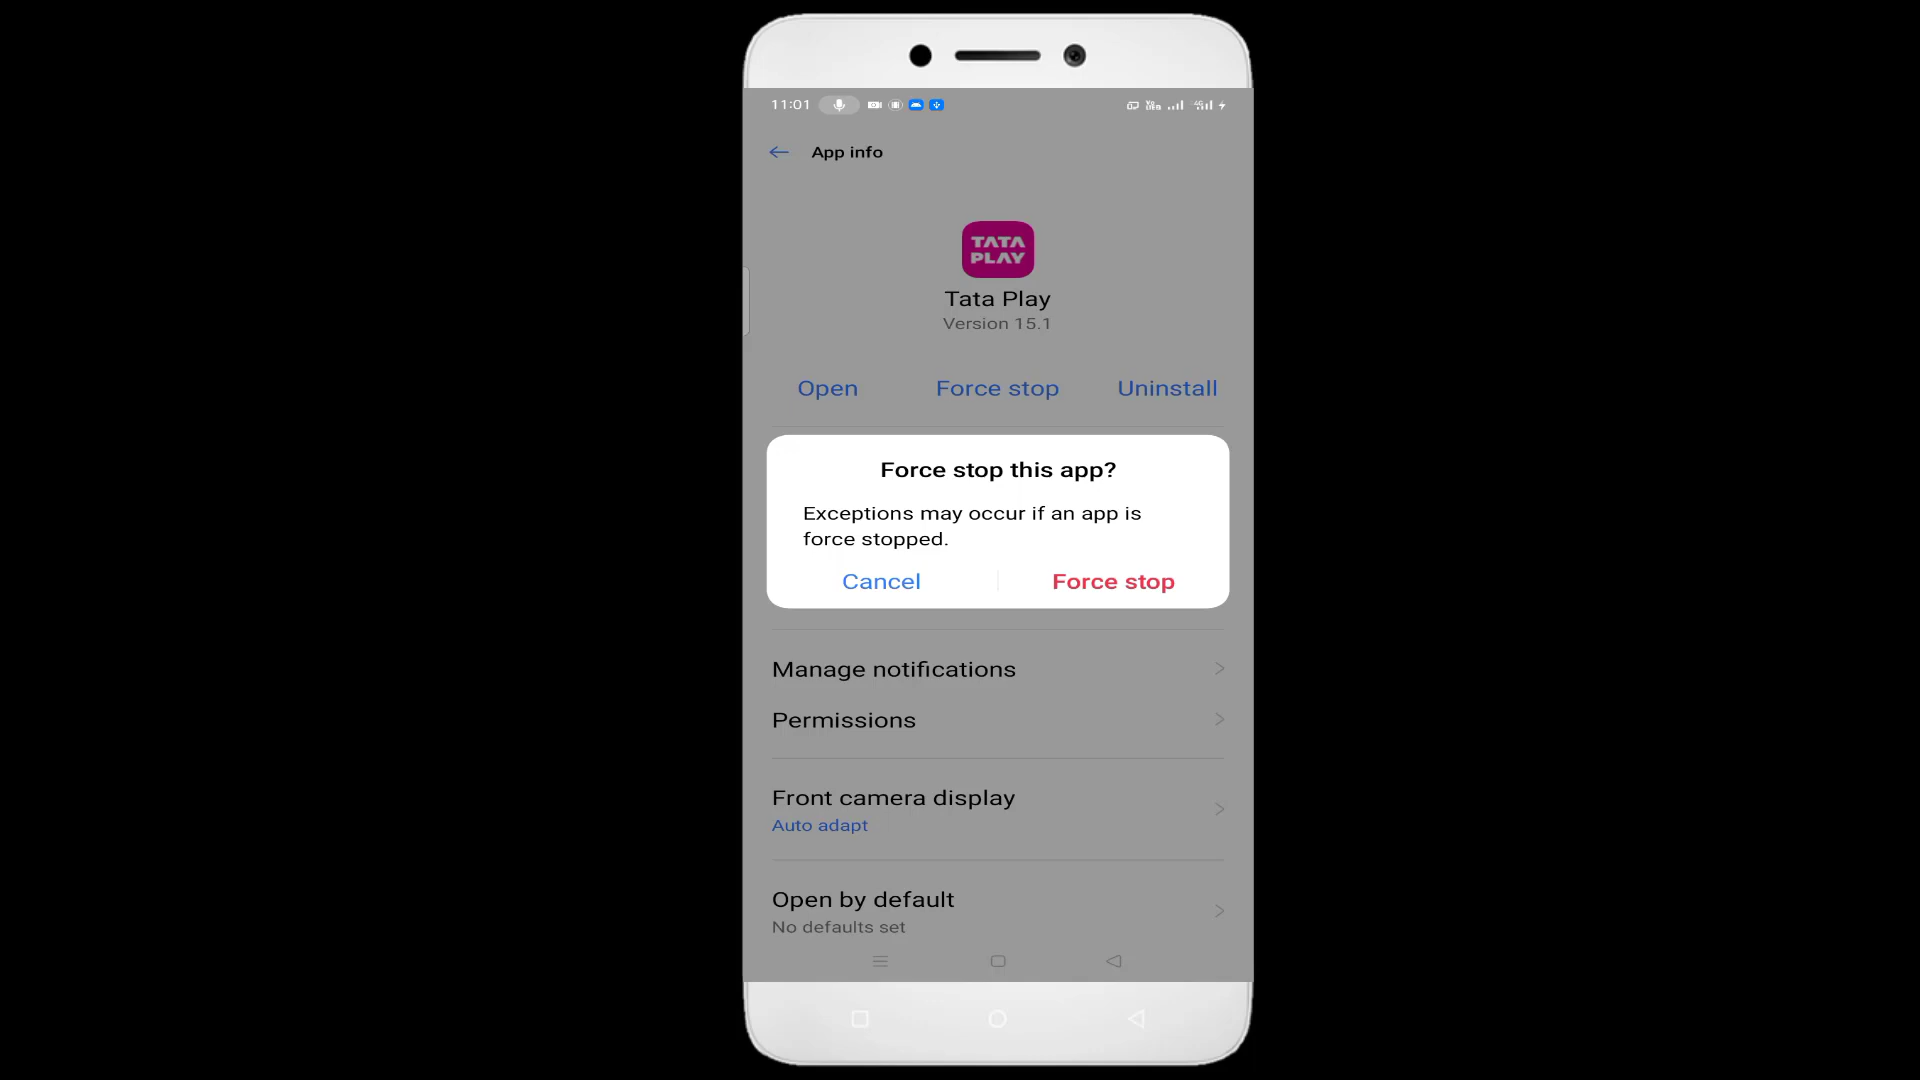 11:01
App info
TATA
PLAY
Tata Play
Version 15.1
Open Force stop Uninstall
Force stop this app?
Exceptions may occur if an app is
force stopped.
Cancel Force stop
Manage notifications
Permissions
Front camera display
Auto adapt
Open by default
No defaults set